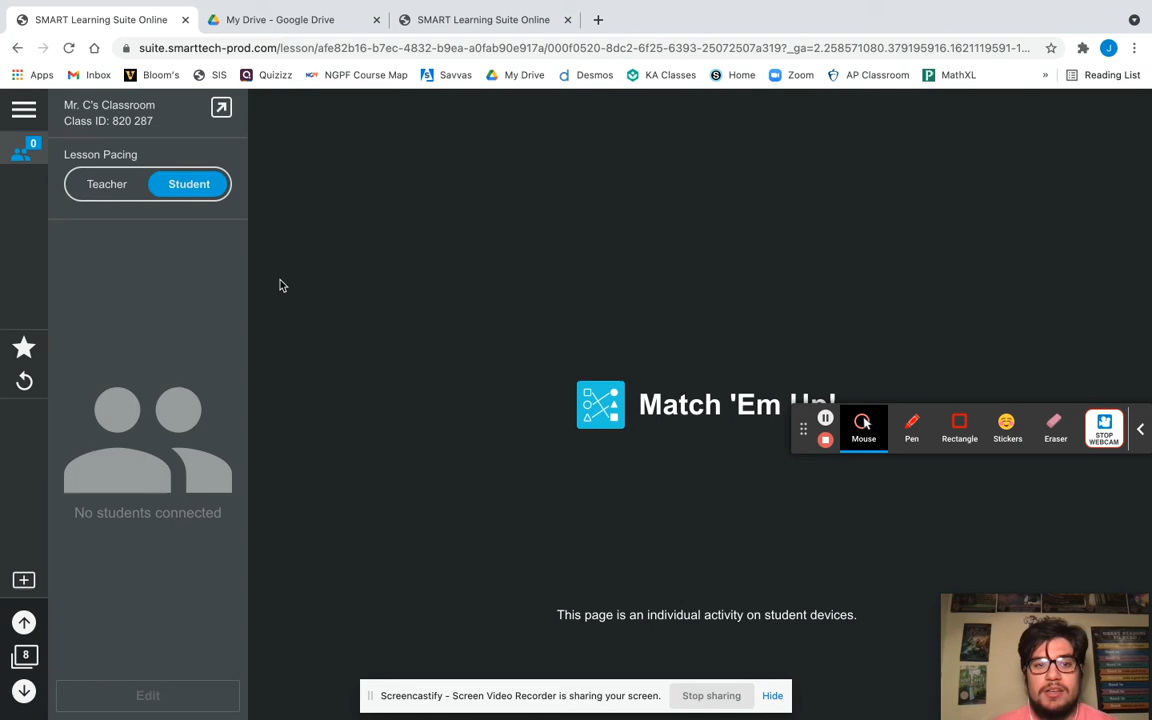 SMART Learning Suite Online
My Drive - Google Drive
SMART Learning Suite Online
suite.smarttech-prod.com/lesson/afe82b16-b7ec-4832-b9ea-a0fab90e917a/000f0520-8dc2-6f25-6393-25072507a319?_ga=2.258571080.379195916.1621119591-1...
J
Apps
Inbox
Bloom's
SIS
Quizizz
NGPF Course Map
Savvas
My Drive
Desmos
KA Classes
Home
Zoom
AP Classroom
MathXL
»
Reading List
Mr. C's Classroom
Class ID: 820 287
0
Lesson Pacing
Teacher
Student
No students connected
Edit
8
Match 'Em Up!
This page is an individual activity on student devices.
Mouse
Pen
Rectangle
Stickers
Eraser
STOP
WEBCAM
Screencastify - Screen Video Recorder is sharing your screen.
Stop sharing
Hide